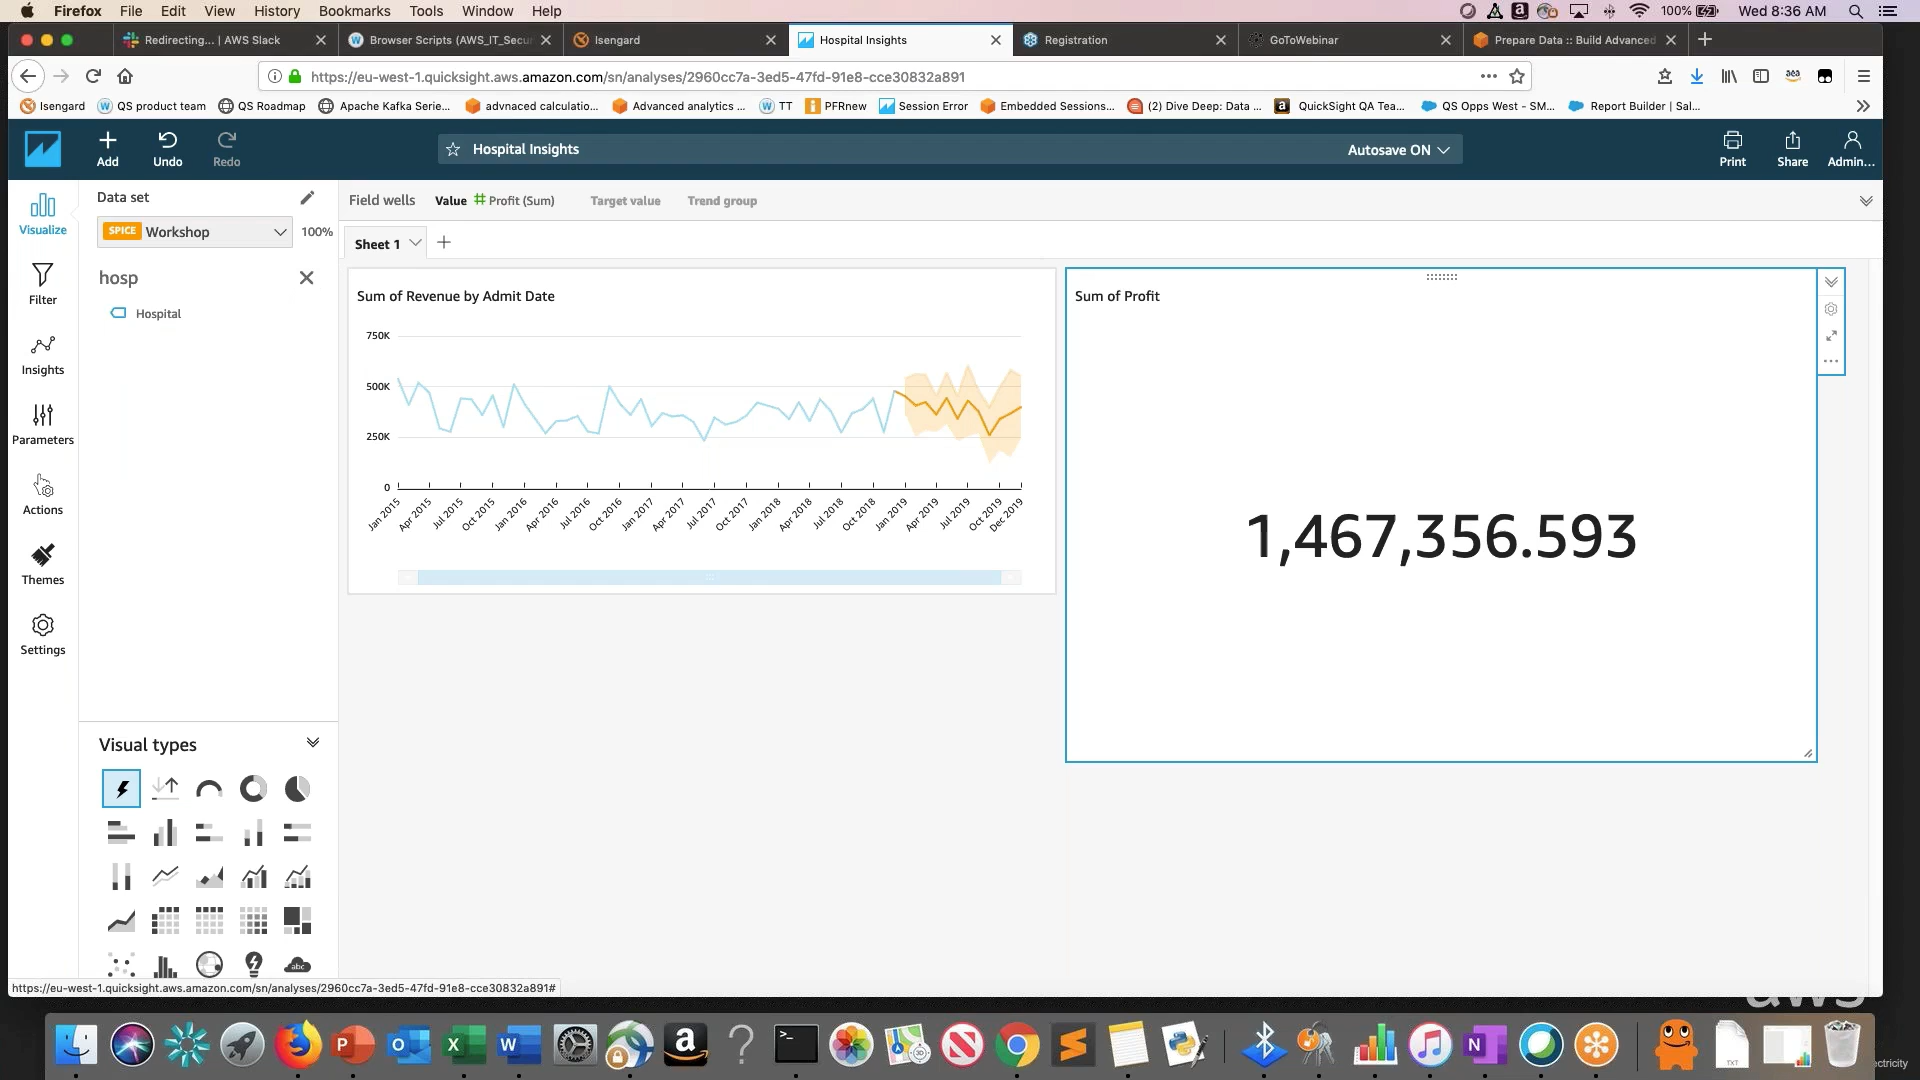 Firefox File Edit View History Bookmarks Tools Window Help 100% Wed 8:36 AM
Redirecting... | AWS Slack Browser Scripts (AWS_IT_Secu Isengard Hospital Insights Registration GoToWebinar Prepare Data :: Build Advanced
https://eu-west-1.quicksight.aws.amazon.com/sn/analyses/2960cc7a-3ed5-47fd-91e8-cce30832a891
Isengard QS product team QS Roadmap Apache Kafka Serie... advnaced calculatio... Advanced analytics ... TT PFRnew Session Error Embedded Sessions... (2) Dive Deep: Data ... QuickSight QA Tea... QS Opps West - SM... Report Builder | Sal...
Add Undo Redo Hospital Insights Autosave ON Print Share Admin...
Data set
Field wells Value Profit (Sum) Target value Trend group
Visualize
SPICE Workshop 100%
Sheet 1
hosp
Hospital
Filter
Insights
Parameters
Actions
Themes
Settings
Sum of Revenue by Admit Date
750K
500K
250K
0
Jan 2015 Apr 2015 Jul 2015 Oct 2015 Jan 2016 Apr 2016 Jul 2016 Oct 2016 Jan 2017 Apr 2017 Jul 2017 Oct 2017 Jan 2018 Apr 2018 Jul 2018 Oct 2018 Jan 2019 Apr 2019 Jul 2019 Oct 2019 Dec 2019
Sum of Profit
1,467,356.593
Visual types
abc
https://eu-west-1.quicksight.aws.amazon.com/sn/analyses/2960cc7a-3ed5-47fd-91e8-cce30832a891#
aws
P O X W a ? >_ 3D S N TXT
ctricity